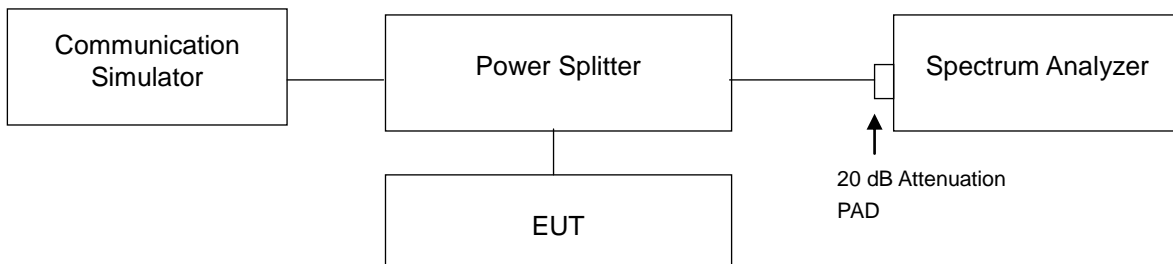 Communication
Simulator
Power Splitter
Spectrum Analyzer
20 dB Attenuation
PAD
EUT